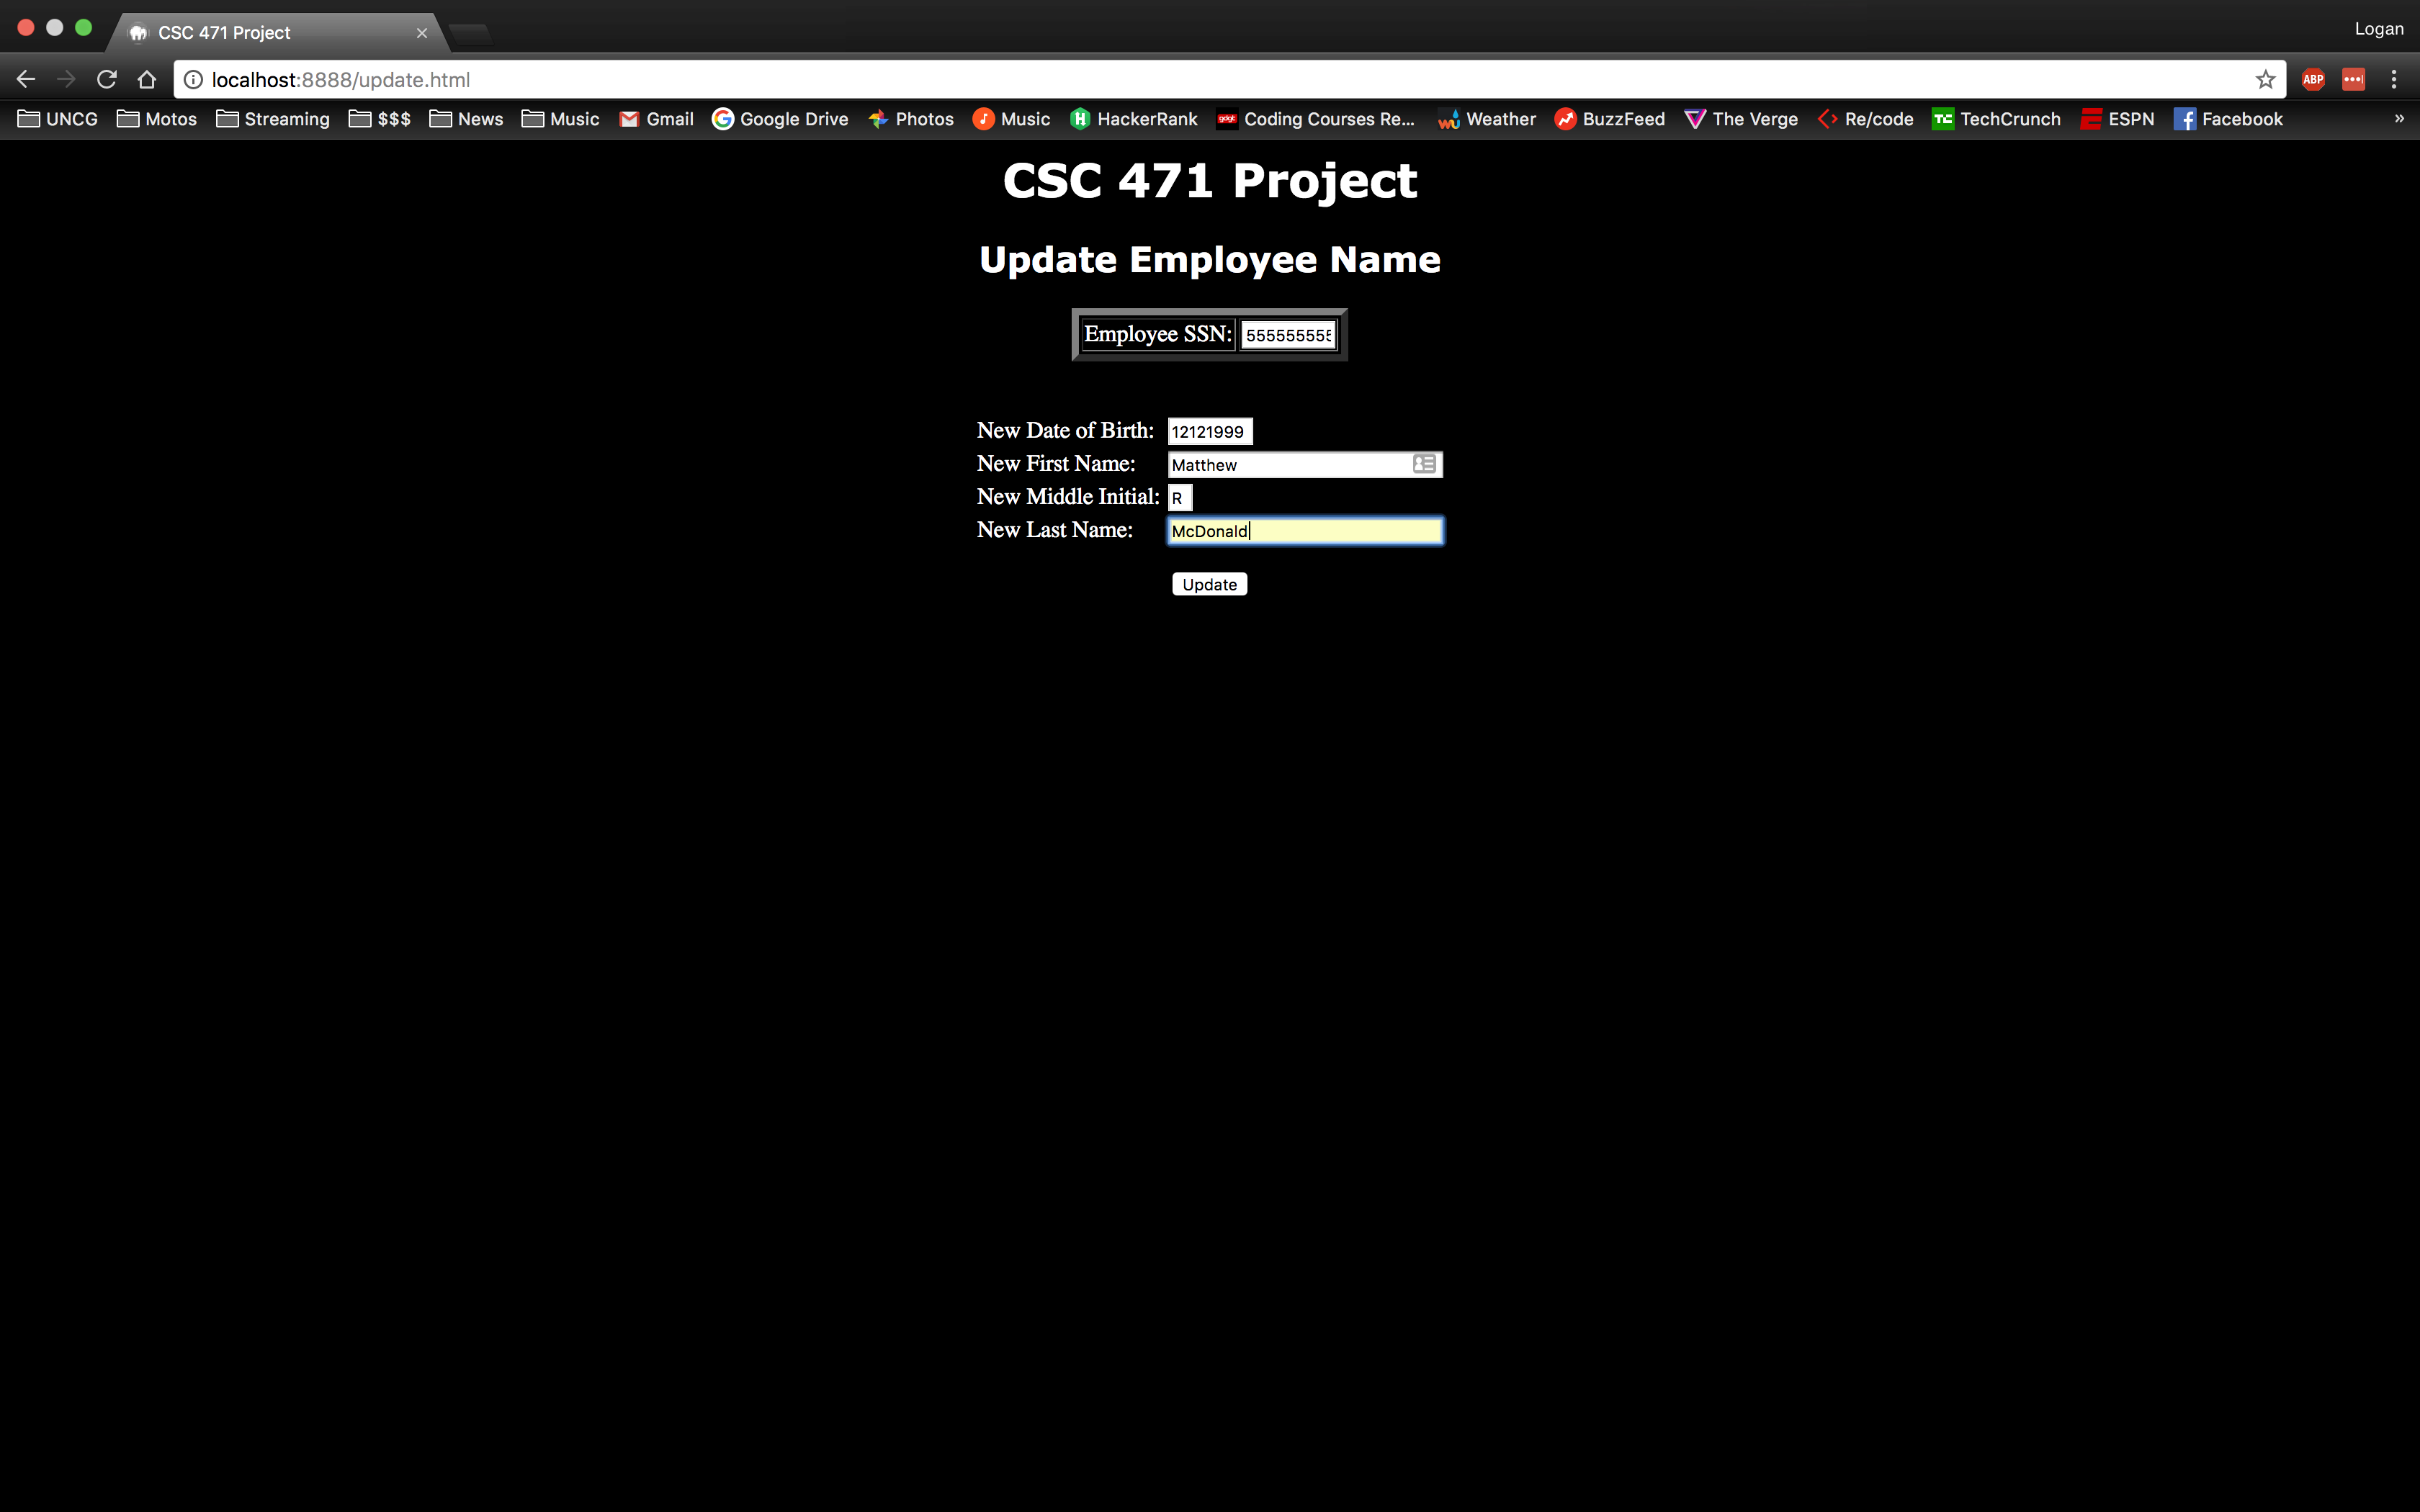 CSC 471 Project
Logan
localhost:8888/update.html
ABP
UNCG Motos Streaming $$$ News Music Gmail Google Drive Photos Music HackerRank Coding Courses Re... Weather BuzzFeed The Verge Re/code TechCrunch ESPN Facebook »
CSC 471 Project
Update Employee Name
Employee SSN: 555555555
New Date of Birth: 12121999
New First Name: Matthew
New Middle Initial: R
New Last Name: McDonald
Update